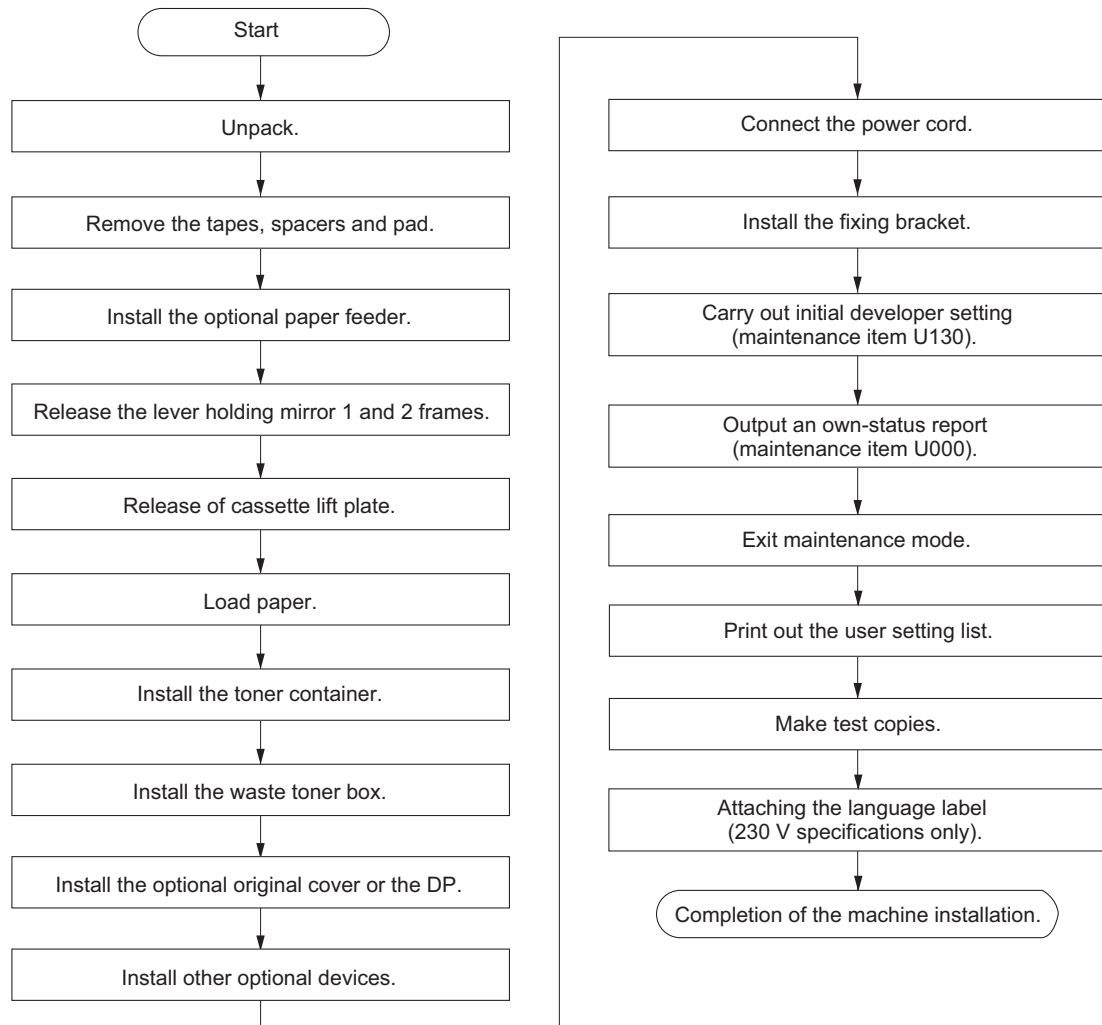 Start
Unpack.
Remove the tapes, spacers and pad.
Install the optional paper feeder.
Release the lever holding mirror 1 and 2 frames.
Release of cassette lift plate.
Load paper.
Install the toner container.
Install the waste toner box.
Install the optional original cover or the DP.
Install other optional devices.
Connect the power cord.
Install the fixing bracket.
Carry out initial developer setting
(maintenance item U130).
Output an own-status report
(maintenance item U000).
Exit maintenance mode.
Print out the user setting list.
Make test copies.
Attaching the language label
(230 V specifications only).
Completion of the machine installation.